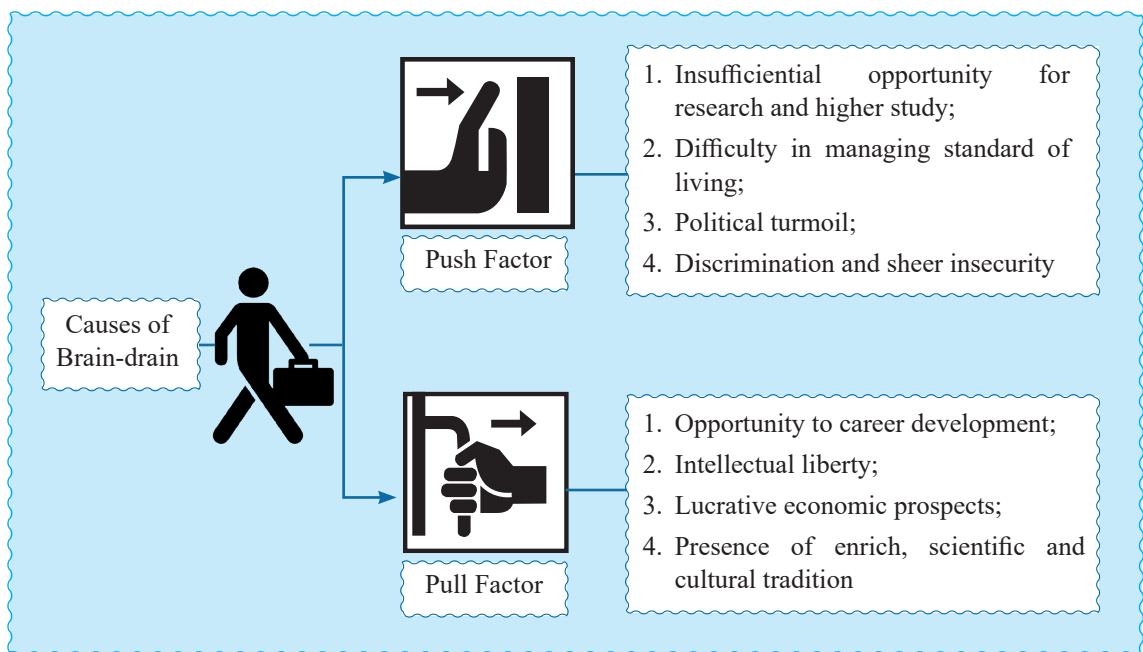 Causes of
Brain-drain
Push Factor
1. Insufficiential opportunity for
research and higher study;
2. Difficulty in managing standard of
living;
3. Political turmoil;
4. Discrimination and sheer insecurity
Pull Factor
1. Opportunity to career development;
2. Intellectual liberty;
3. Lucrative economic prospects;
4. Presence of enrich, scientific and
cultural tradition